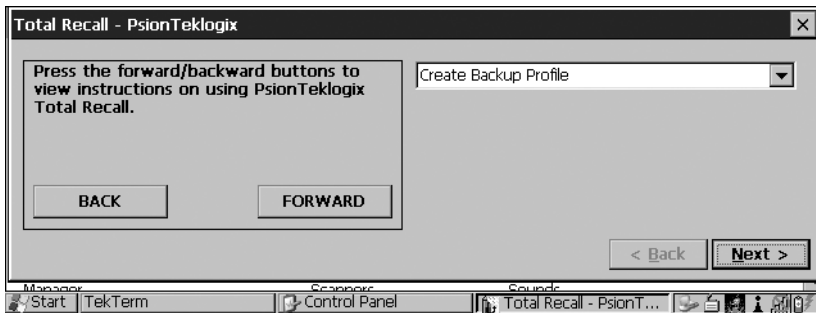 Total Recall - PsionTeklogix
Press the forward/backward buttons to
view instructions on using PsionTeklogix
Total Recall.
BACK
FORWARD
Create Backup Profile
< Back
Next >
Manager
Scanners
Sounds
Start
TekTerm
Control Panel
Total Recall - PsionT...